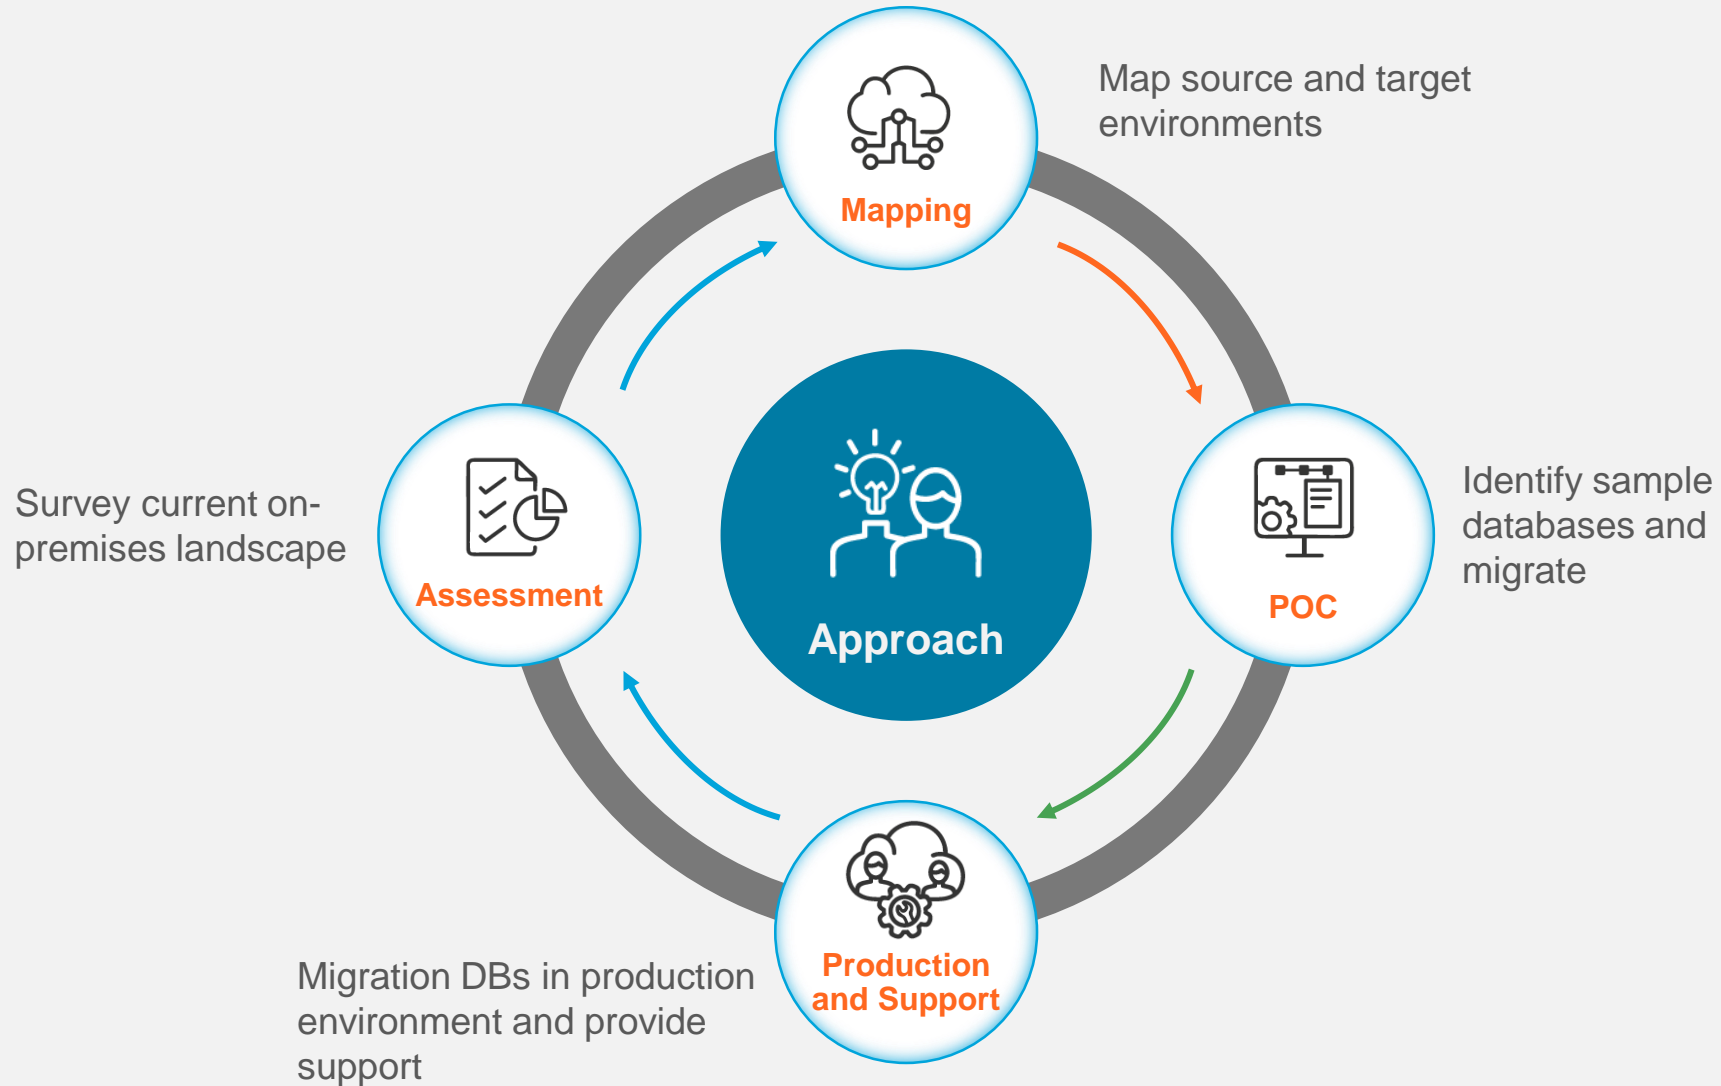 Mapping
Map source and target
environments
Survey current on-
premises landscape
Assessment
Approach
POC
Identify sample
databases and
migrate
Production
and Support
Migration DBs in production
environment and provide
support